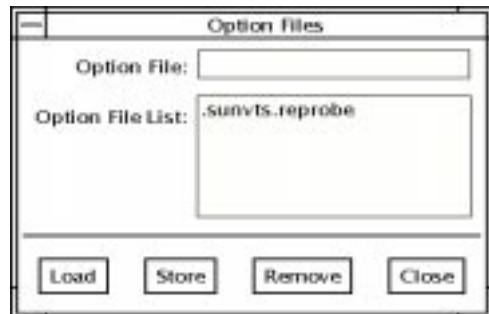 Option Files
Option File:
Option File List:
.sunvts.reprobe
Load Store Remove Close